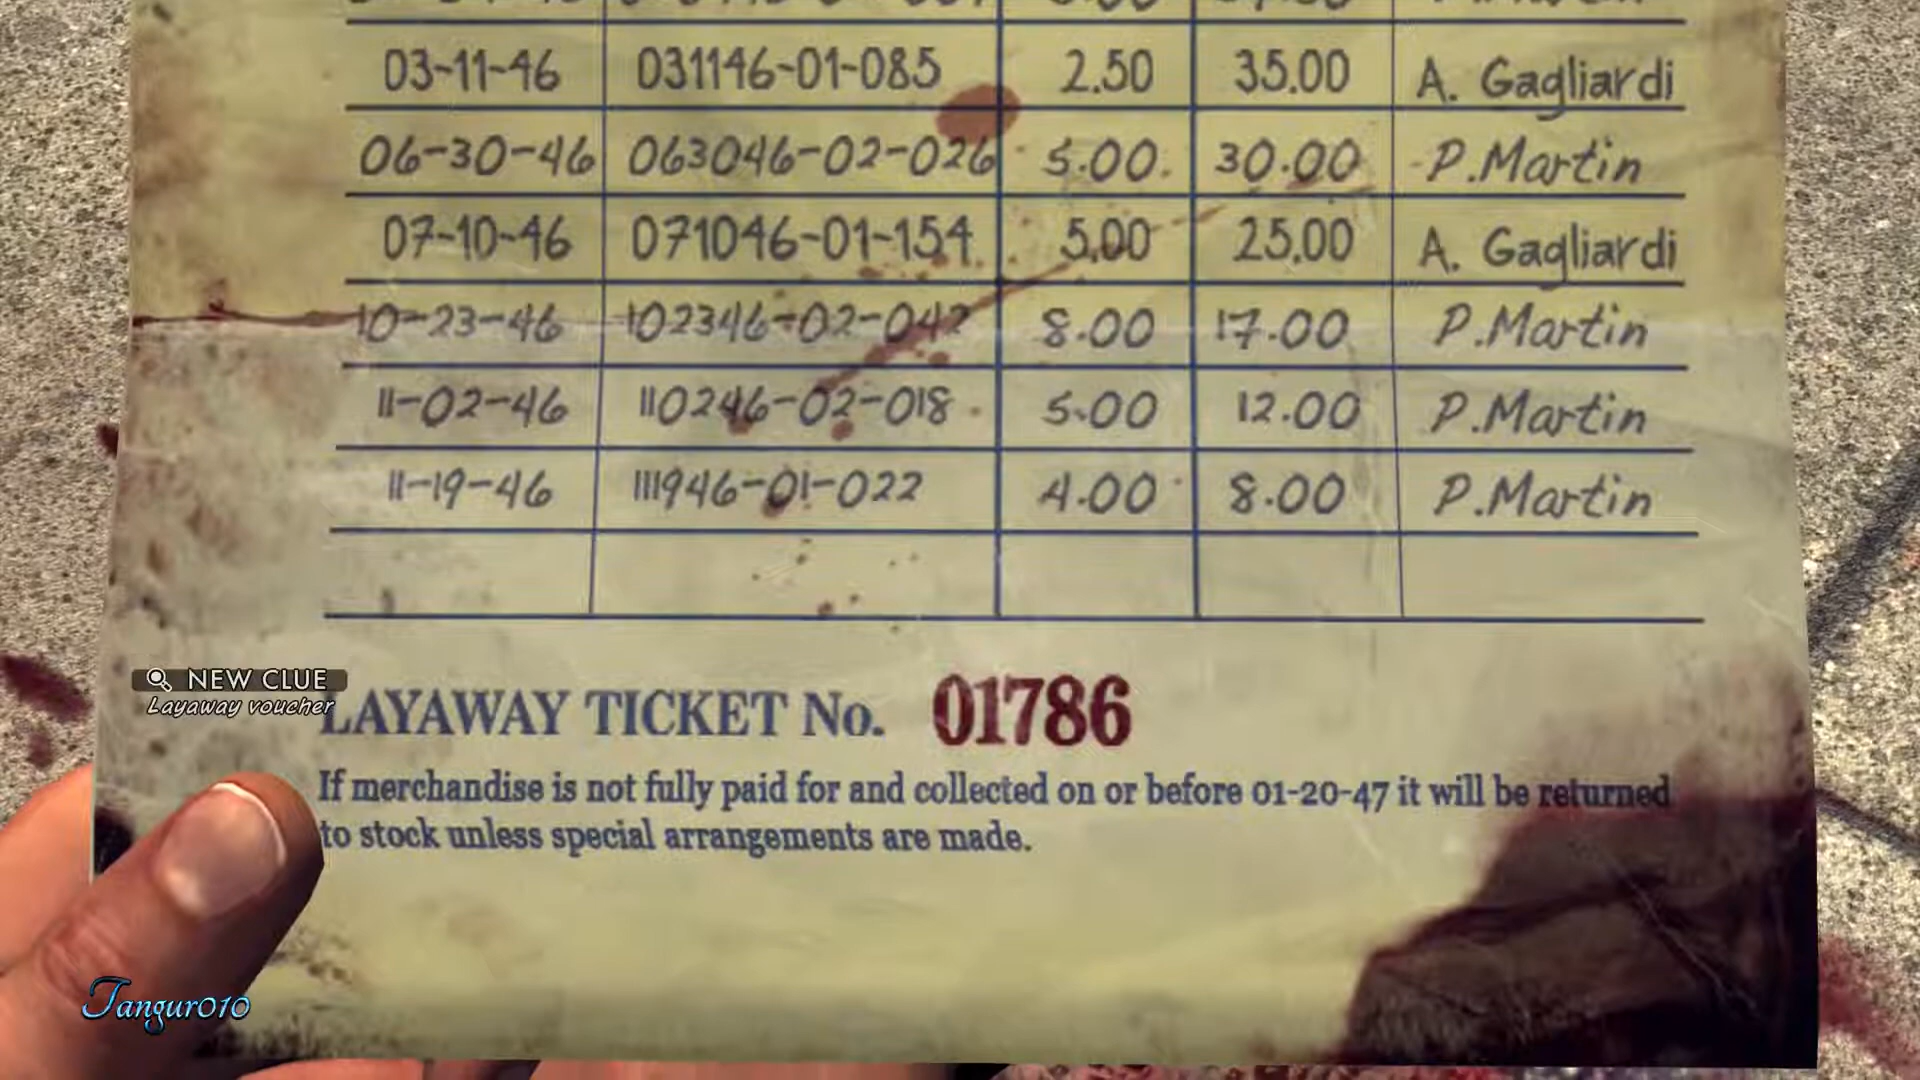 03-11-46 031146-01-085 2.50 35.00 A. Gagliardi
06-30-46 063046-02-026 5.00. 30.00 P.Martin
07-10-46 071046-01-154 5.00 25.00 A. Gagliardi
10-23-46 102346-02-042 8.00 17.00 P.Martin
11-02-46 110246-02-018 5.00 12.00 P.Martin
11-19-46 111946-01-022 4.00 8.00 P.Martin
NEW CLUE
Layaway voucher
LAYAWAY TICKET No. 01786
If merchandise is not fully paid for and collected on or before 01-20-47 it will be returned
to stock unless special arrangements are made.
Tangur010